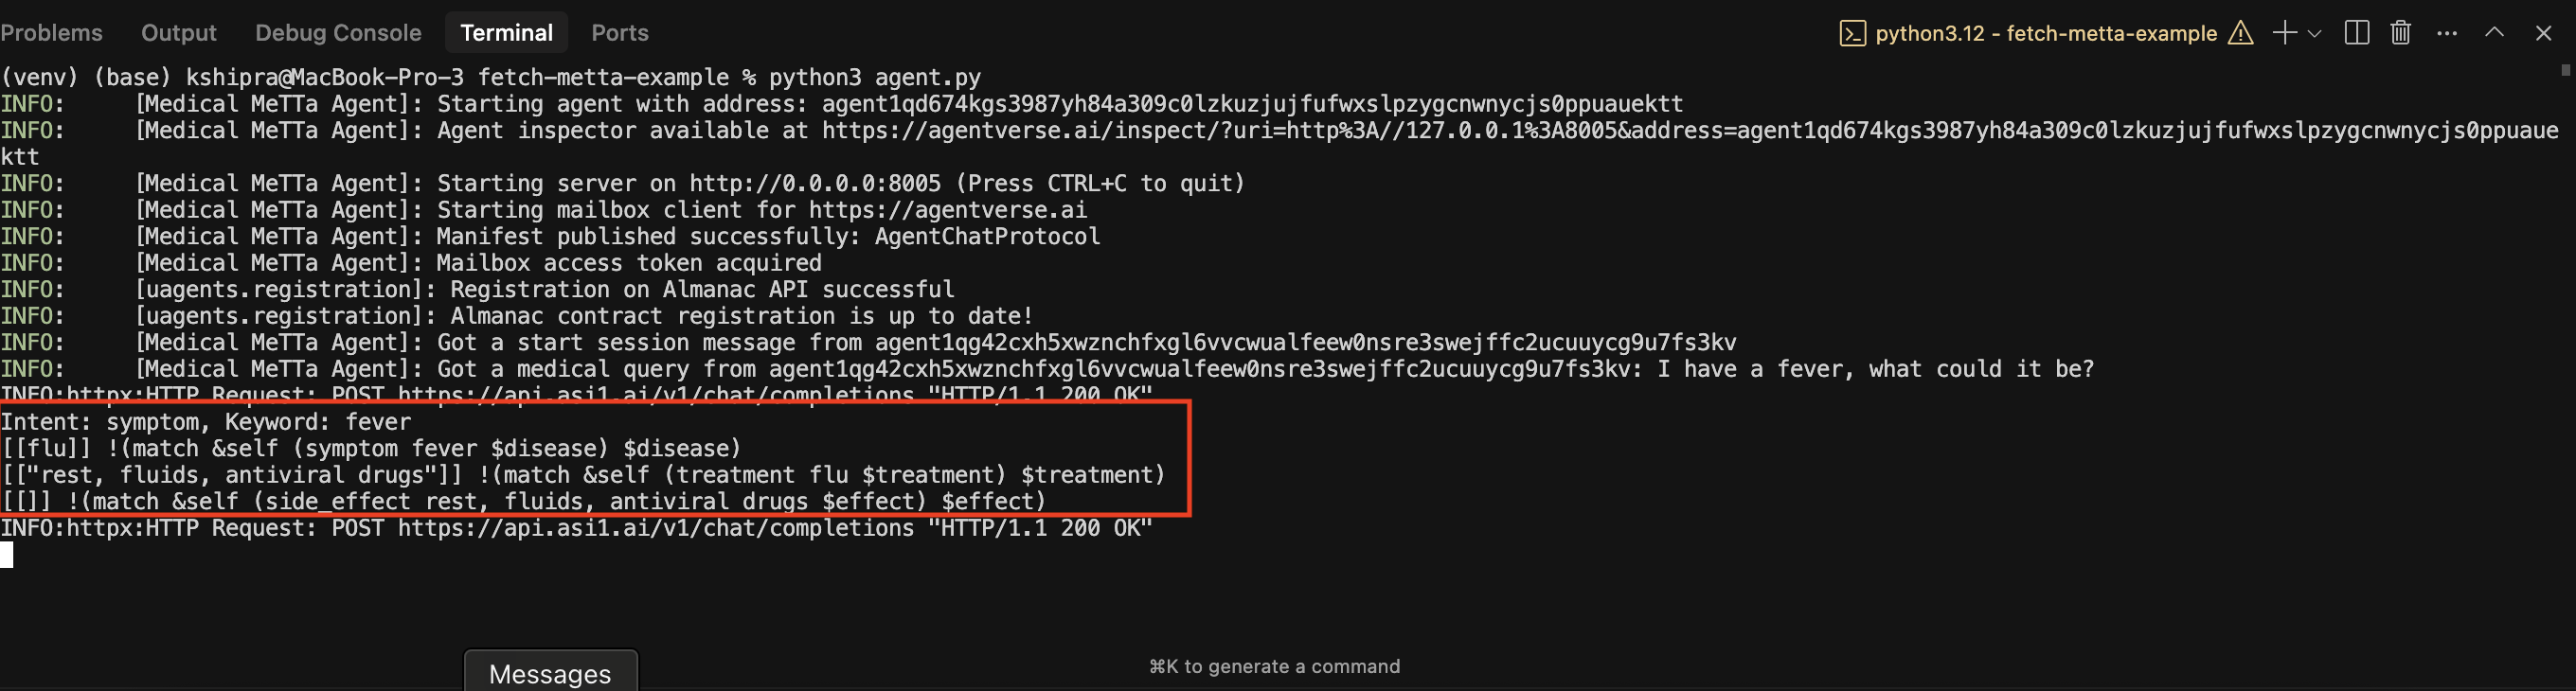 Problems Output Debug Console Terminal Ports python3.12 - fetch-metta-example
(venv) (base) kshipra@MacBook-Pro-3 fetch-metta-example % python3 agent.py
INFO:     [Medical MeTTa Agent]: Starting agent with address: agent1qd674kgs3987yh84a309c0lzkuzjujfufwxslpzygcnwnycjs0ppuauektt
INFO:     [Medical MeTTa Agent]: Agent inspector available at https://agentverse.ai/inspect/?uri=http%3A//127.0.0.1%3A8005&address=agent1qd674kgs3987yh84a309c0lzkuzjujfufwxslpzygcnwnycjs0ppuaue
ktt
INFO:     [Medical MeTTa Agent]: Starting server on http://0.0.0.0:8005 (Press CTRL+C to quit)
INFO:     [Medical MeTTa Agent]: Starting mailbox client for https://agentverse.ai
INFO:     [Medical MeTTa Agent]: Manifest published successfully: AgentChatProtocol
INFO:     [Medical MeTTa Agent]: Mailbox access token acquired
INFO:     [uagents.registration]: Registration on Almanac API successful
INFO:     [uagents.registration]: Almanac contract registration is up to date!
INFO:     [Medical MeTTa Agent]: Got a start session message from agent1qg42cxh5xwznchfxgl6vvcwualfeew0nsre3swejffc2ucuuycg9u7fs3kv
INFO:     [Medical MeTTa Agent]: Got a medical query from agent1qg42cxh5xwznchfxgl6vvcwualfeew0nsre3swejffc2ucuuycg9u7fs3kv: I have a fever, what could it be?
INFO:httpx:HTTP Request: POST https://api.asi1.ai/v1/chat/completions "HTTP/1.1 200 OK"
Intent: symptom, Keyword: fever
[[flu]] !(match &self (symptom fever $disease) $disease)
[["rest, fluids, antiviral drugs"]] !(match &self (treatment flu $treatment) $treatment)
[[]] !(match &self (side_effect rest, fluids, antiviral drugs $effect) $effect)
INFO:httpx:HTTP Request: POST https://api.asi1.ai/v1/chat/completions "HTTP/1.1 200 OK"
⌘K to generate a command
Messages